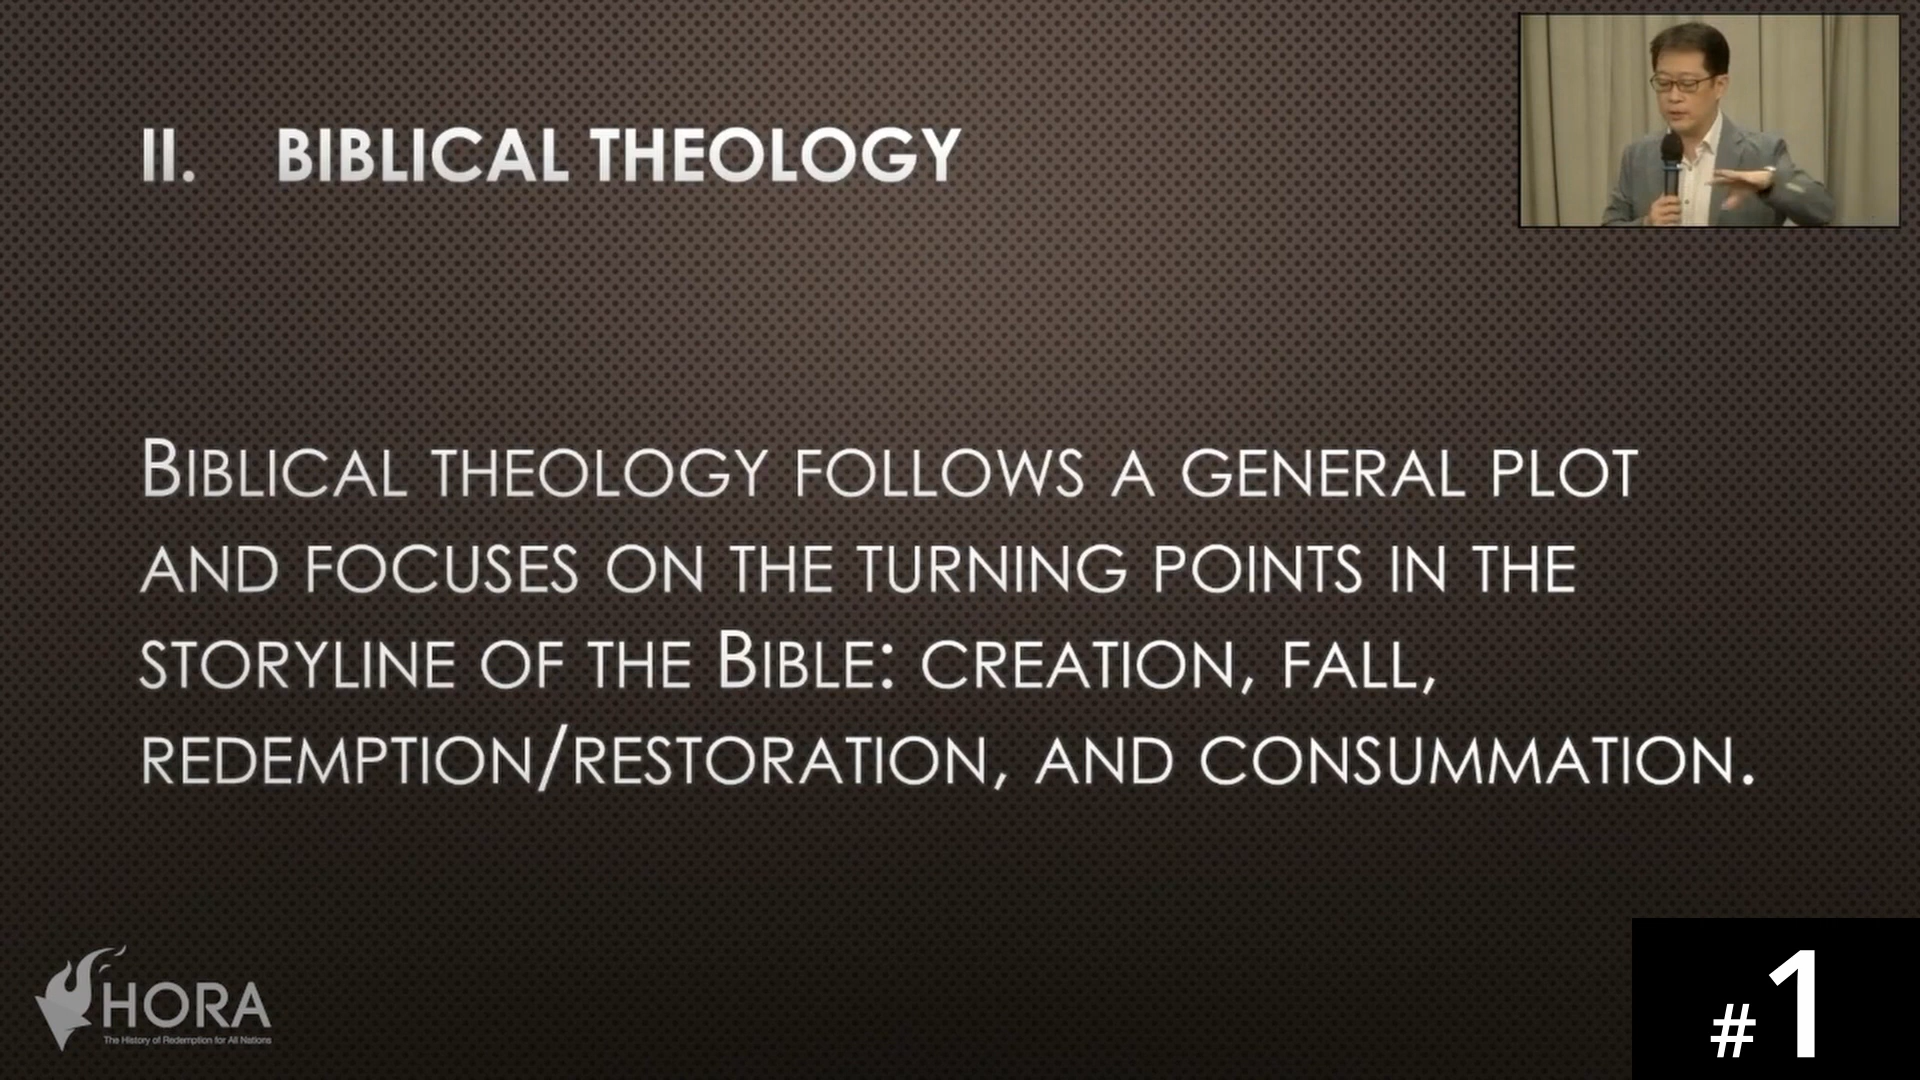 II. BIBLICAL THEOLOGY
BIBLICAL THEOLOGY FOLLOWS A GENERAL PLOT
AND FOCUSES ON THE TURNING POINTS IN THE
STORYLINE OF THE BIBLE: CREATION, FALL,
REDEMPTION/RESTORATION, AND CONSUMMATION.
HORA
The History of Redemption for All Nations
#1